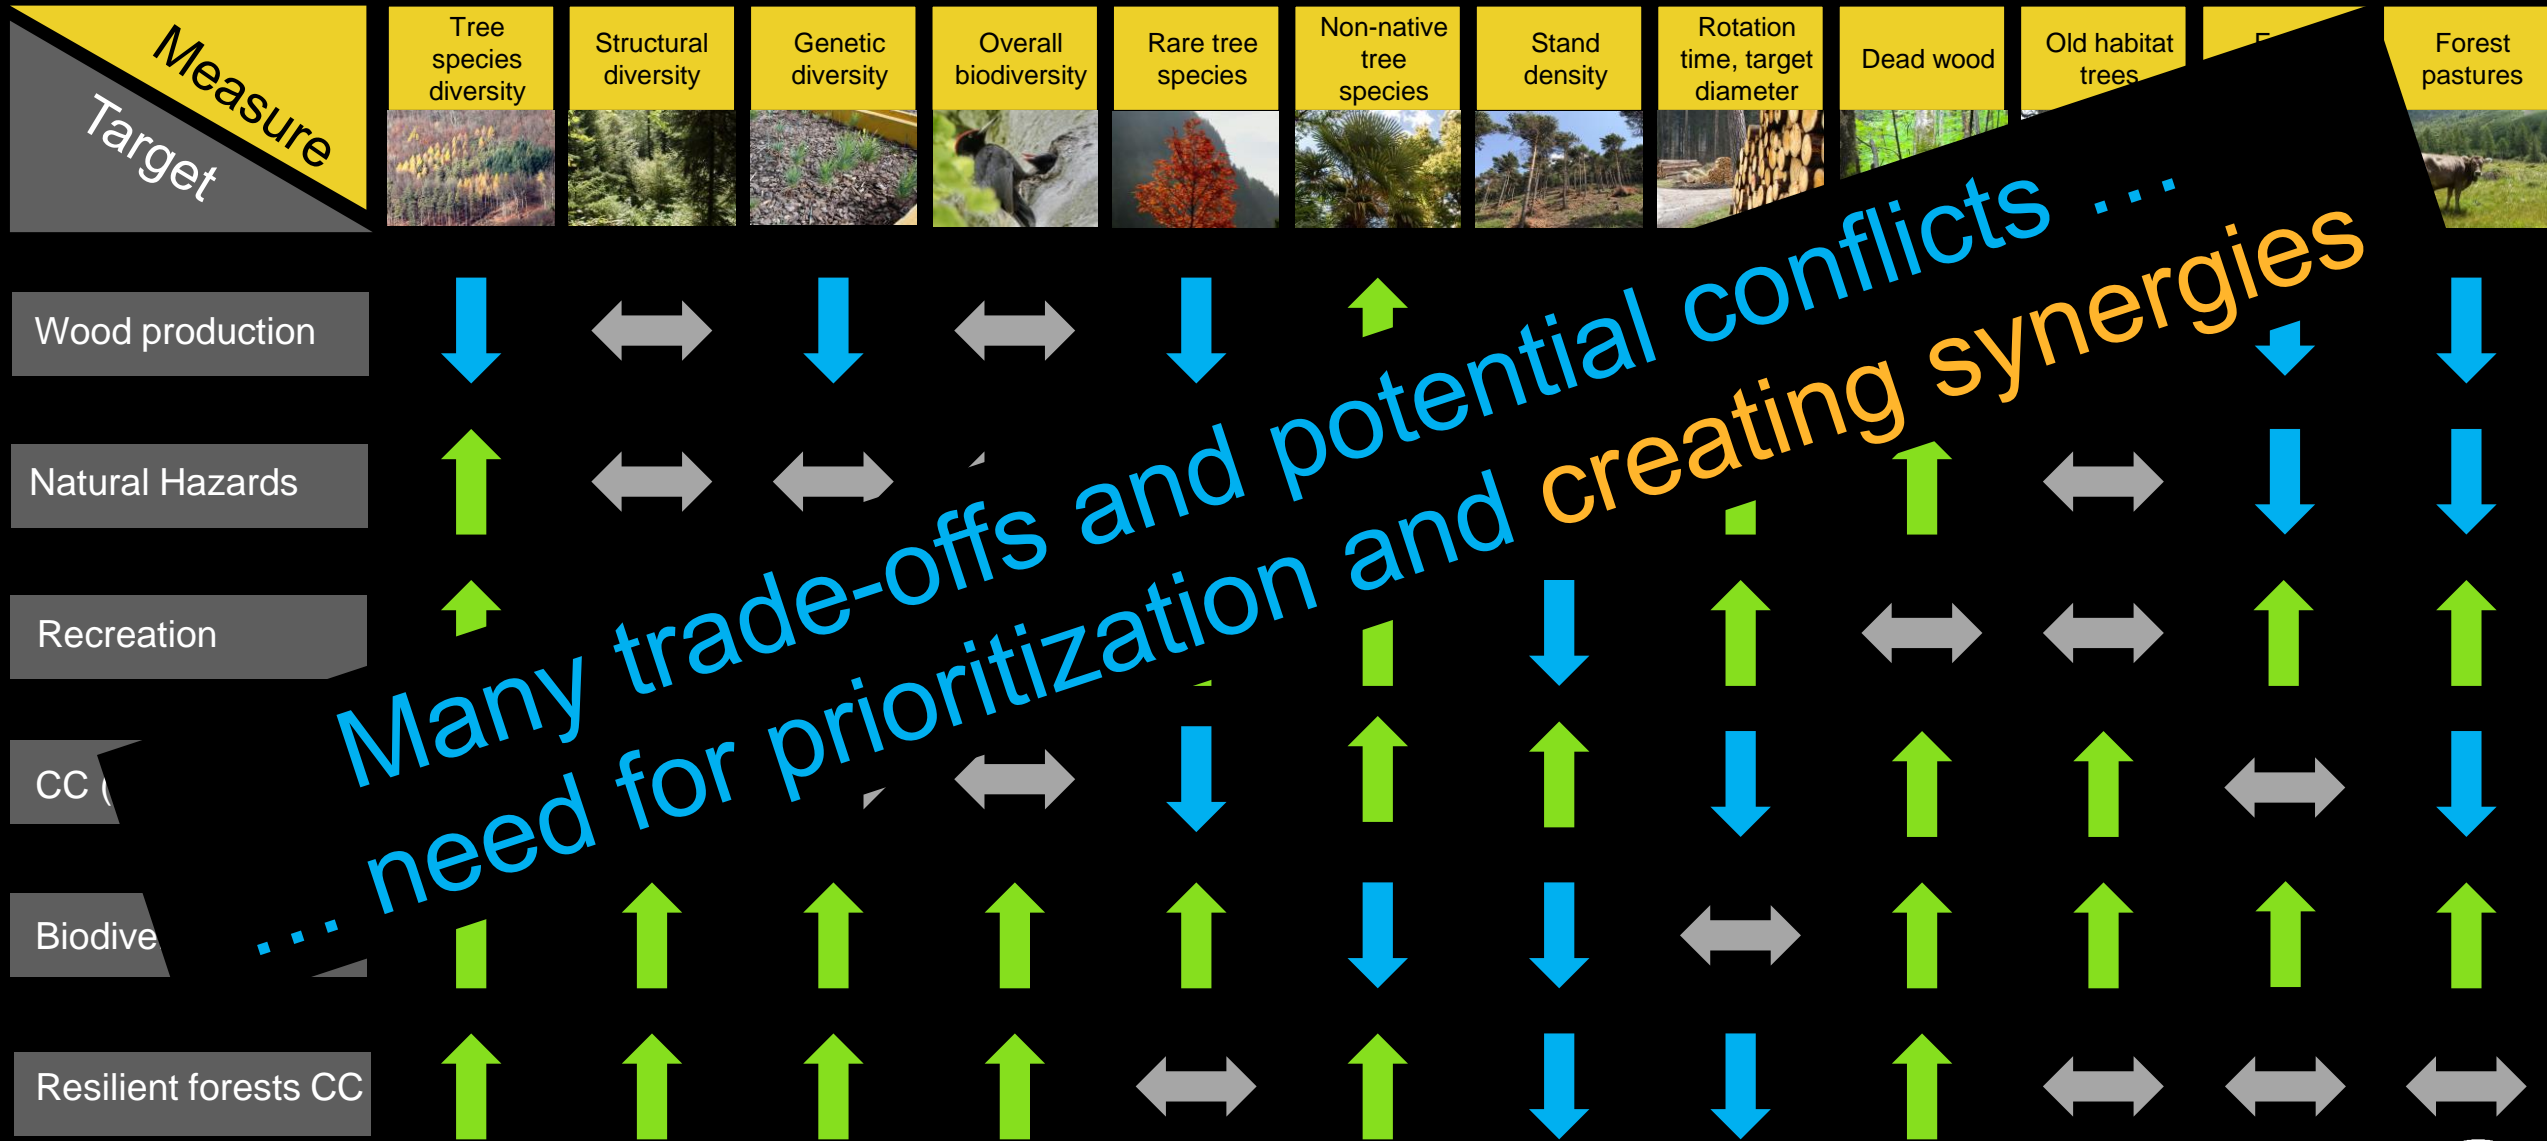 Measure
Target
Tree
species
diversity
Structural
diversity
Genetic
diversity
Overall
biodiversity
Rare tree
species
Non-native
tree
species
Stand
density
Rotation
time, target
diameter
Dead wood
Old habitat
trees
Forest
pastures
Wood production
Natural Hazards
Recreation
CC (
Biodive
Resilient forests CC
Many trade-offs and potential conflicts …
… need for prioritization and creating synergies